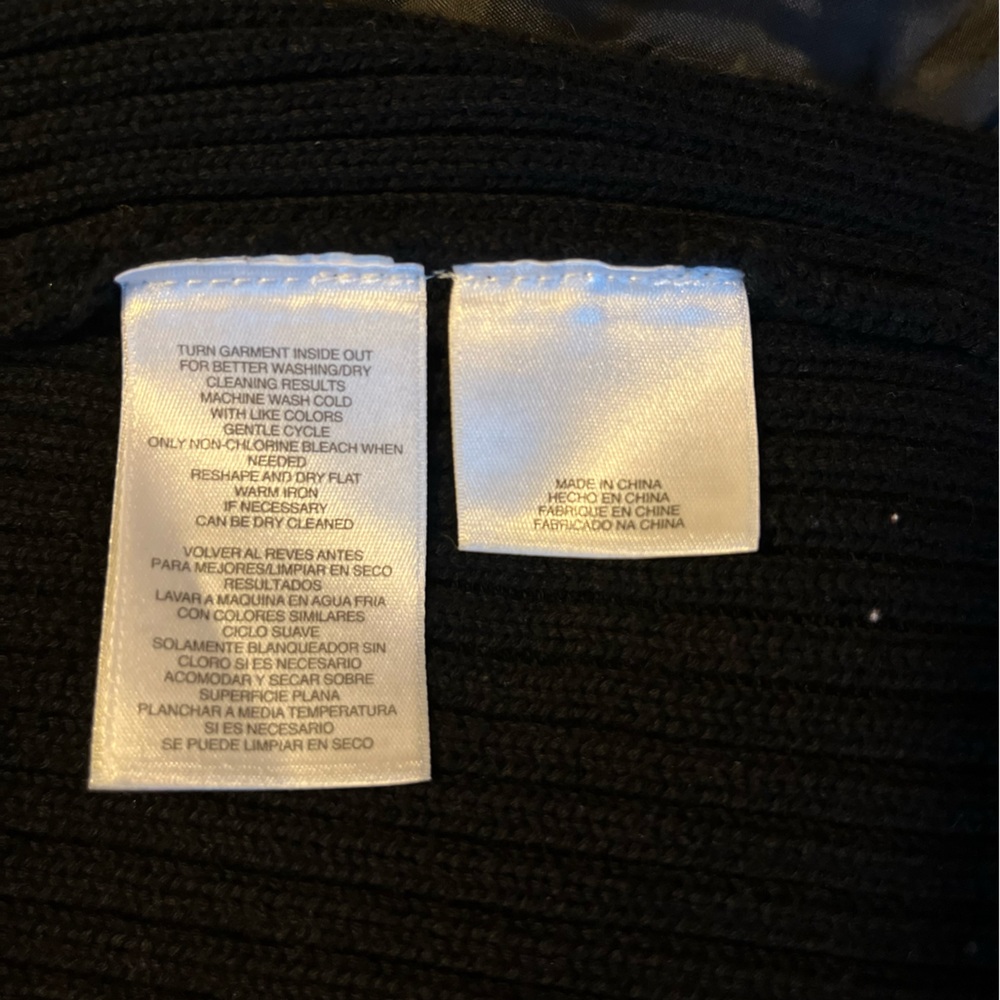 TURN GARMENT INSIDE OUT
FOR BETTER WASHING/DRY
CLEANING RESULTS
MACHINE WASH COLD
WITH LIKE COLORS
GENTLE CYCLE
ONLY NON-CHLORINE BLEACH WHEN
NEEDED
RESHAPE AND DRY FLAT
WARM IRON
IF NECESSARY
CAN BE DRY CLEANED
VOLVER AL REVES ANTES
PARA MEJORES/LIMPIAR EN SECO
RESULTADOS
LAVAR A MAQUINA EN AGUA FRIA
CON COLORES SIMILARES
CICLO SUAVE
SOLAMENTE BLANQUEADOR SIN
CLORO SI ES NECESARIO
ACOMODAR Y SECAR SOBRE
SUPERFICIE PLANA
PLANCHAR A MEDIA TEMPERATURA
SI ES NECESARIO
SE PUEDE LIMPIAR EN SECO
MADE IN CHINA
HECHO EN CHINA
FABRIQUE EN CHINE
FABRICADO NA CHINA